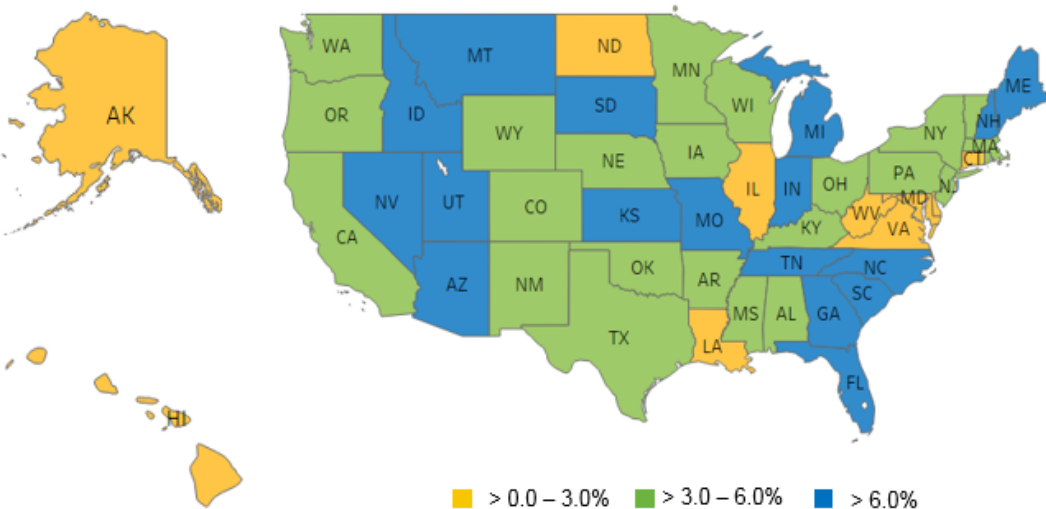 WA
MT
ND
MN
AK
ID
SD
WI
MI
ME
NH
NY
MA
CT
OR
WY
IA
NE
PA
NJ
NV
UT
CO
IL
IN
OH
MD
WV
VA
KY
CA
KS
MO
AZ
NM
OK
AR
TN
NC
SC
TX
MS
AL
GA
LA
FL
HI
> 0.0 – 3.0%
> 3.0 – 6.0%
> 6.0%